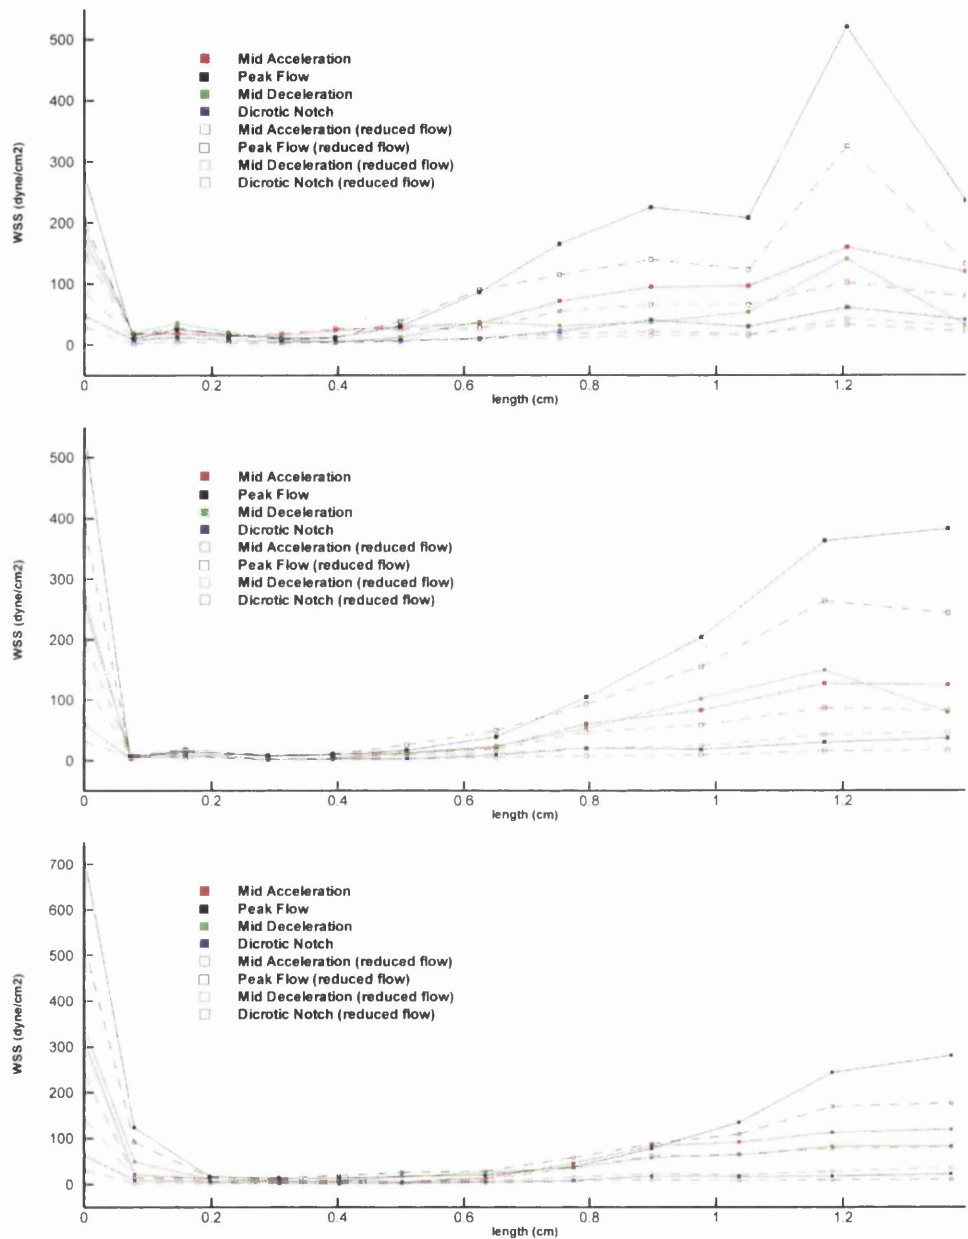 500
400
300
200
100
0
WSS (dyne/cm2)
Mid Acceleration
Peak Flow
Mid Deceleration
Dicrotic Notch
Mid Acceleration (reduced flow)
Peak Flow (reduced flow)
Mid Deceleration (reduced flow)
Dicrotic Notch (reduced flow)
0 0.2 0.4 0.6 0.8 1 1.2
length (cm)
500
400
300
200
100
0
WSS (dyne/cm2)
Mid Acceleration
Peak Flow
Mid Deceleration
Dicrotic Notch
Mid Acceleration (reduced flow)
Peak Flow (reduced flow)
Mid Deceleration (reduced flow)
Dicrotic Notch (reduced flow)
0 0.2 0.4 0.6 0.8 1 1.2
length (cm)
700
600
500
400
300
200
100
0
WSS (dyne/cm2)
Mid Acceleration
Peak Flow
Mid Deceleration
Dicrotic Notch
Mid Acceleration (reduced flow)
Peak Flow (reduced flow)
Mid Deceleration (reduced flow)
Dicrotic Notch (reduced flow)
0 0.2 0.4 0.6 0.8 1 1.2
length (cm)